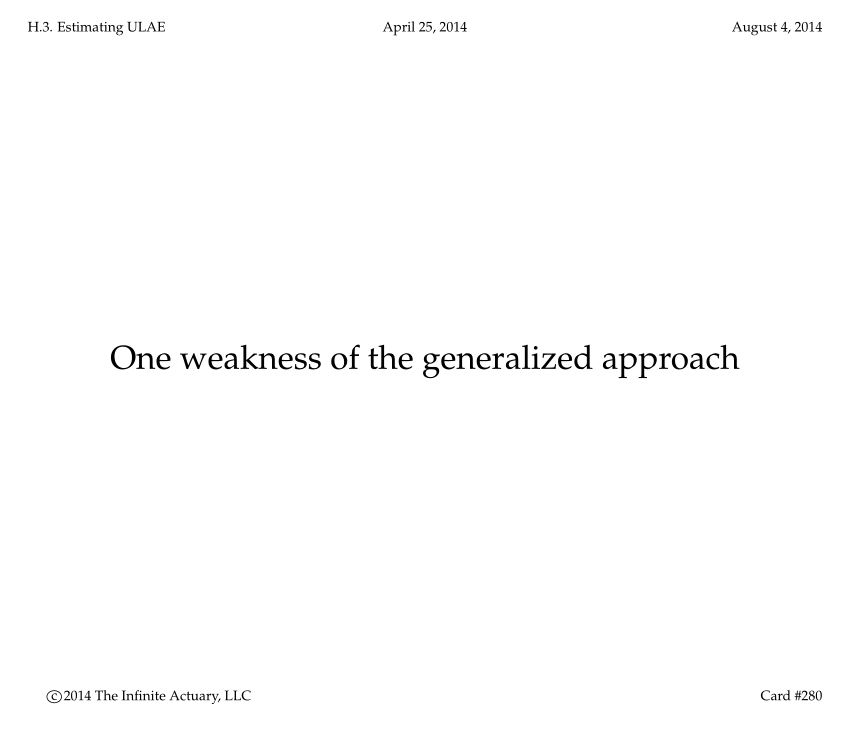 H.3. Estimating ULAE April 25, 2014 August 4, 2014
One weakness of the generalized approach
©2014 The Infinite Actuary, LLC Card #280